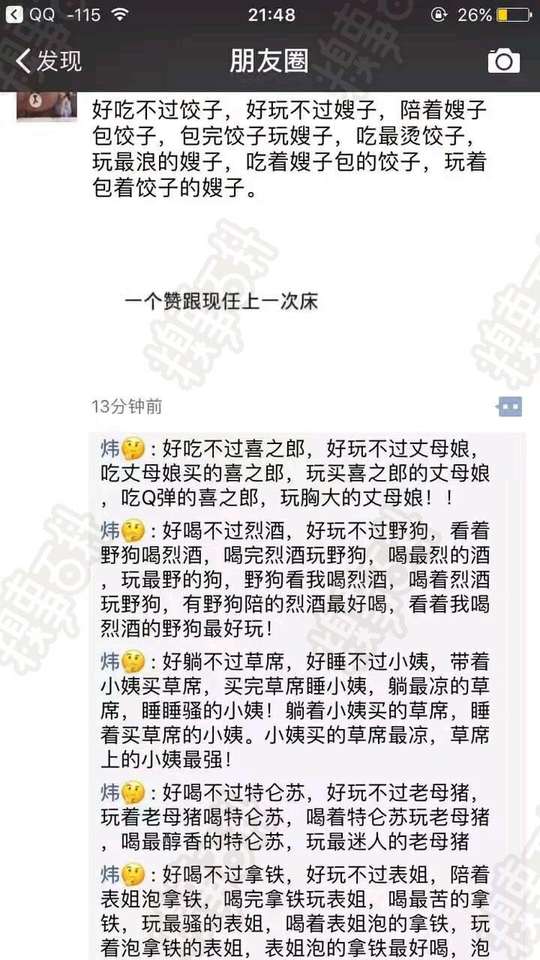 QQ -115 21:48 26%
发现 朋友圈
好吃不过饺子，好玩不过嫂子，陪着嫂子
包饺子，包完饺子玩嫂子，吃最烫饺子，
玩最浪的嫂子，吃着嫂子包的饺子，玩着
包着饺子的嫂子。
一个赞跟现任上一次床
13分钟前
炜🤔：好吃不过喜之郎，好玩不过丈母娘，
吃丈母娘买的喜之郎，玩买喜之郎的丈母娘
，吃Q弹的喜之郎，玩胸大的丈母娘！！
炜🤔：好喝不过烈酒，好玩不过野狗，看着
野狗喝烈酒，喝完烈酒玩野狗，喝最烈的酒
，玩最野的狗，野狗看我喝烈酒，喝着烈酒
玩野狗，有野狗陪的烈酒最好喝，看着我喝
烈酒的野狗最好玩！
炜🤔：好躺不过草席，好睡不过小姨，带着
小姨买草席，买完草席睡小姨，躺最凉的草
席，睡睡骚的小姨！躺着小姨买的草席，睡
着买草席的小姨。小姨买的草席最凉，草席
上的小姨最强！
炜🤔：好喝不过特仑苏，好玩不过老母猪，
玩着老母猪喝特仑苏，喝着特仑苏玩老母猪
，喝最醇香的特仑苏，玩最迷人的老母猪
炜🤔：好喝不过拿铁，好玩不过表姐，陪着
表姐泡拿铁，喝完拿铁玩表姐，喝最苦的拿
铁，玩最骚的表姐，喝着表姐泡的拿铁，玩
着泡拿铁的表姐，表姐泡的拿铁最好喝，泡
糗事百科